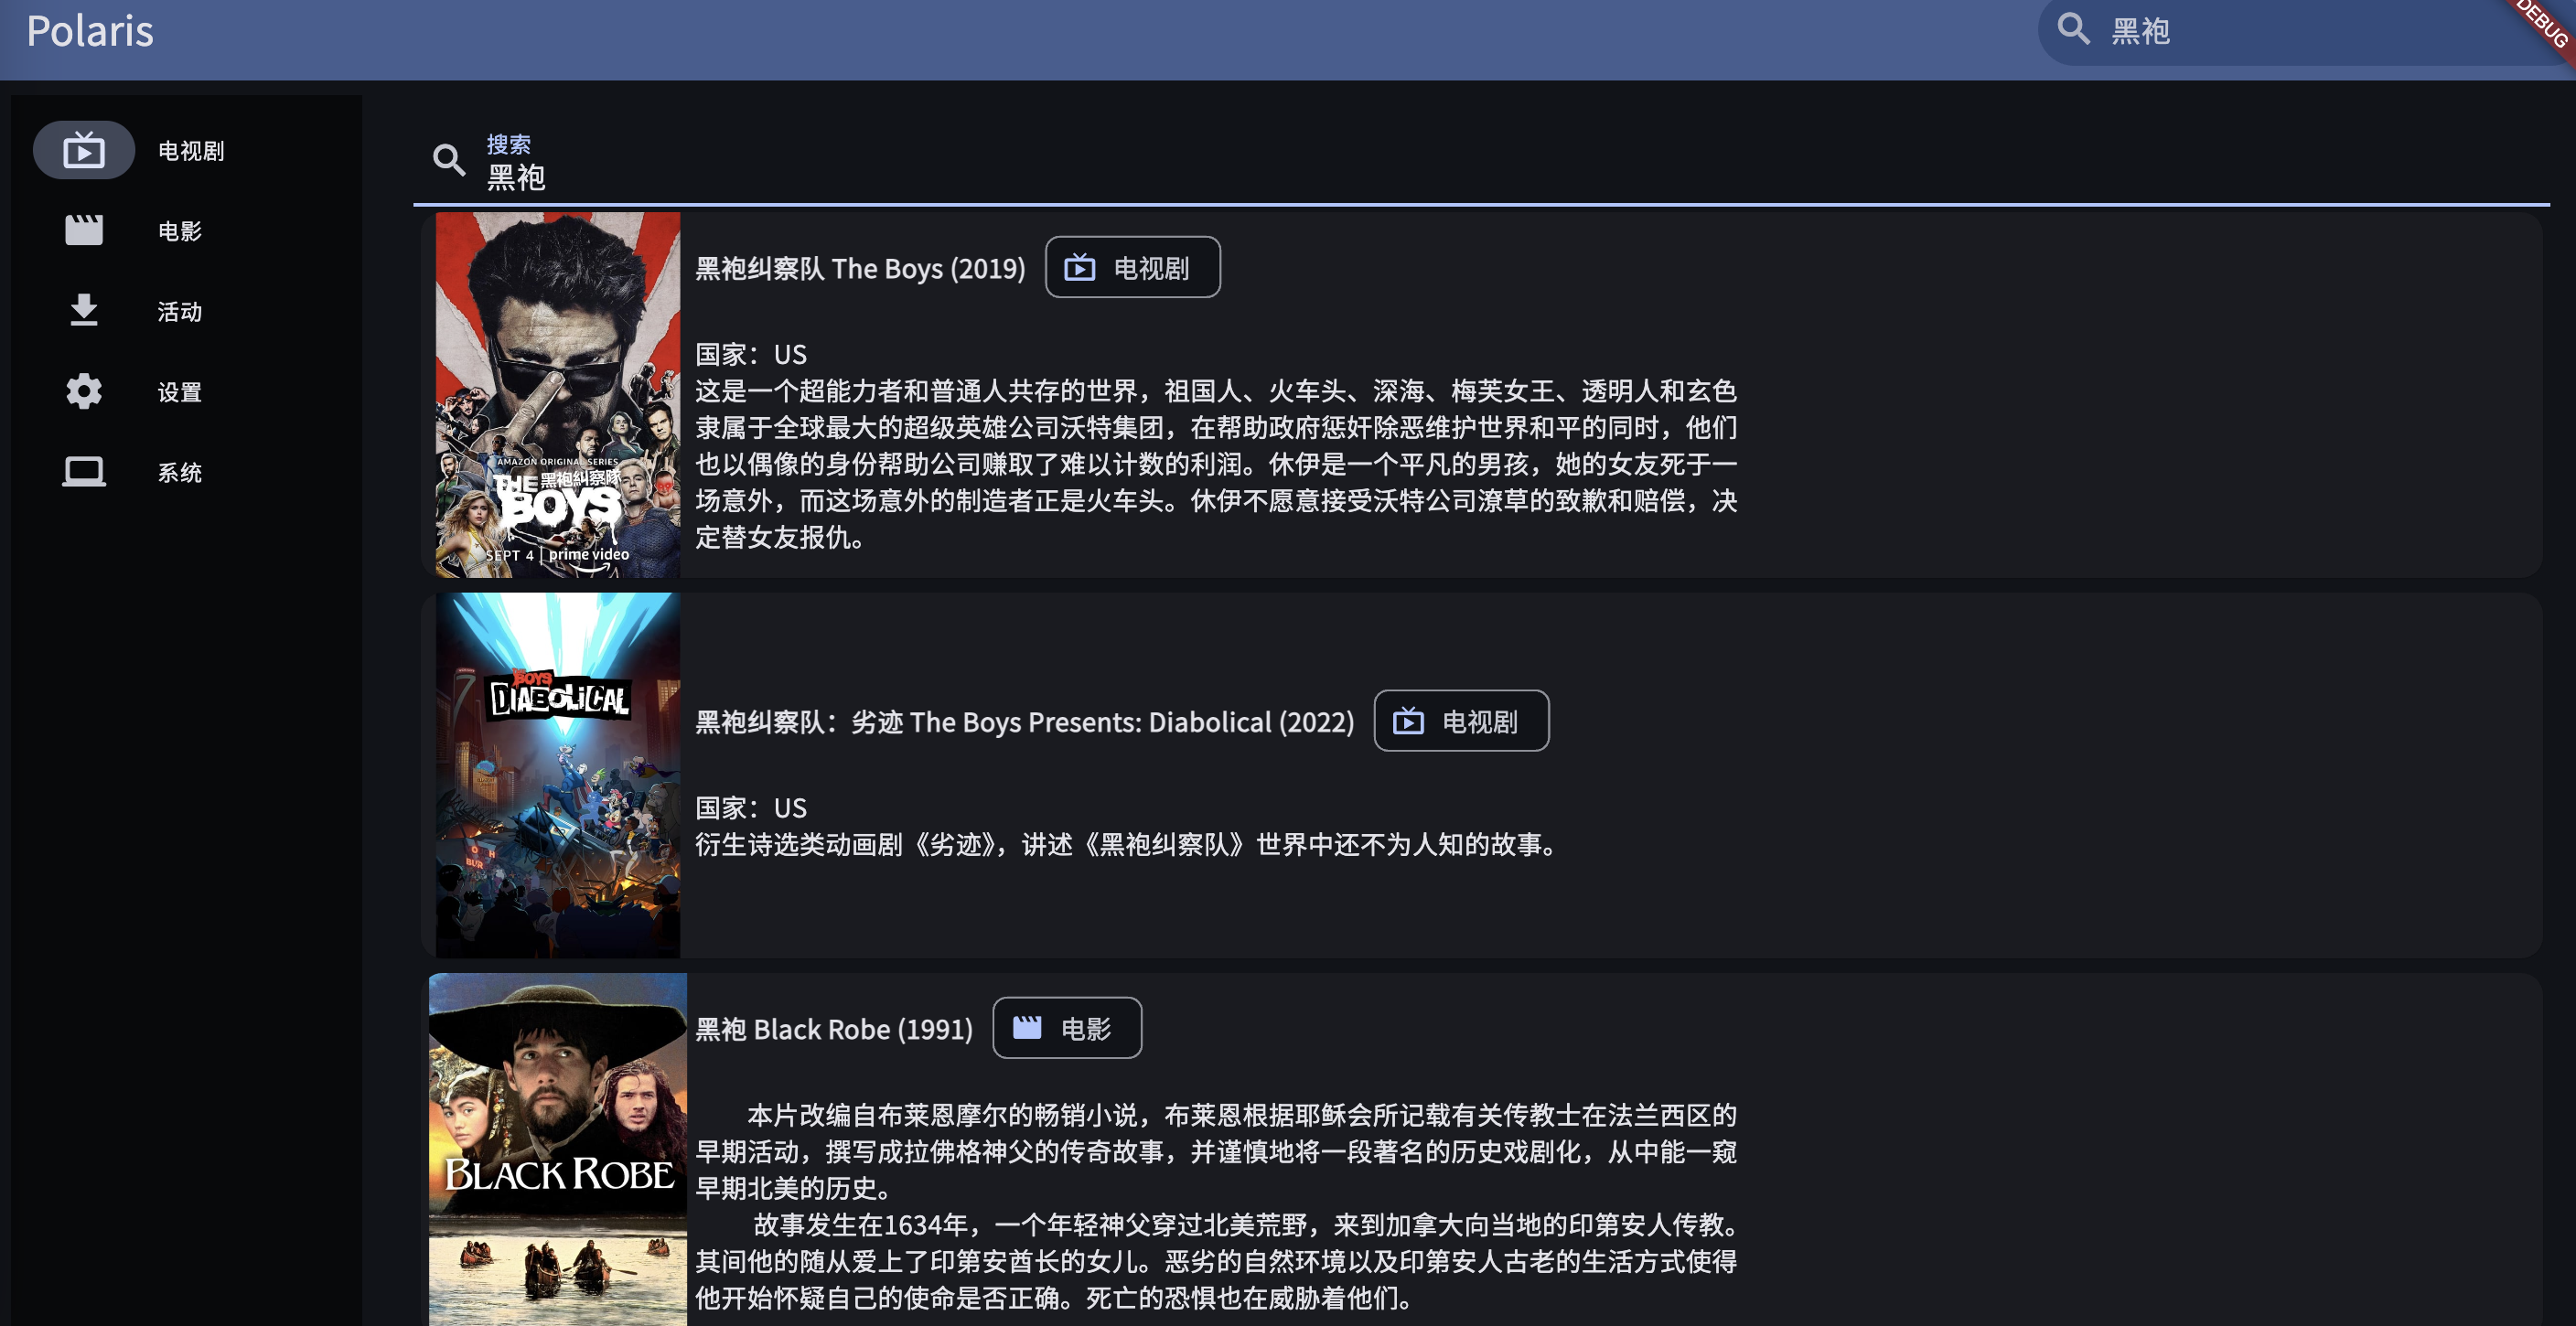 Polaris
黑袍
DEBUG
电视剧
电影
活动
设置
系统
搜索
黑袍
黑袍纠察队 The Boys (2019)
电视剧
国家：US
这是一个超能力者和普通人共存的世界，祖国人、火车头、深海、梅芙女王、透明人和玄色
隶属于全球最大的超级英雄公司沃特集团，在帮助政府惩奸除恶维护世界和平的同时，他们
也以偶像的身份帮助公司赚取了难以计数的利润。休伊是一个平凡的男孩，她的女友死于一
场意外，而这场意外的制造者正是火车头。休伊不愿意接受沃特公司潦草的致歉和赔偿，决
定替女友报仇。
AMAZON ORIGINAL SERIES
THE 黑袍糾察隊
BOYS
SEPT 4 | prime video
BOYS
DIABOLICAL
黑袍纠察队：劣迹 The Boys Presents: Diabolical (2022)
电视剧
国家：US
衍生诗选类动画剧《劣迹》，讲述《黑袍纠察队》世界中还不为人知的故事。
黑袍 Black Robe (1991)
电影
本片改编自布莱恩摩尔的畅销小说，布莱恩根据耶稣会所记载有关传教士在法兰西区的
早期活动，撰写成拉佛格神父的传奇故事，并谨慎地将一段著名的历史戏剧化，从中能一窥
早期北美的历史。
故事发生在1634年，一个年轻神父穿过北美荒野，来到加拿大向当地的印第安人传教。
其间他的随从爱上了印第安酋长的女儿。恶劣的自然环境以及印第安人古老的生活方式使得
他开始怀疑自己的使命是否正确。死亡的恐惧也在威胁着他们。
BLACK ROBE